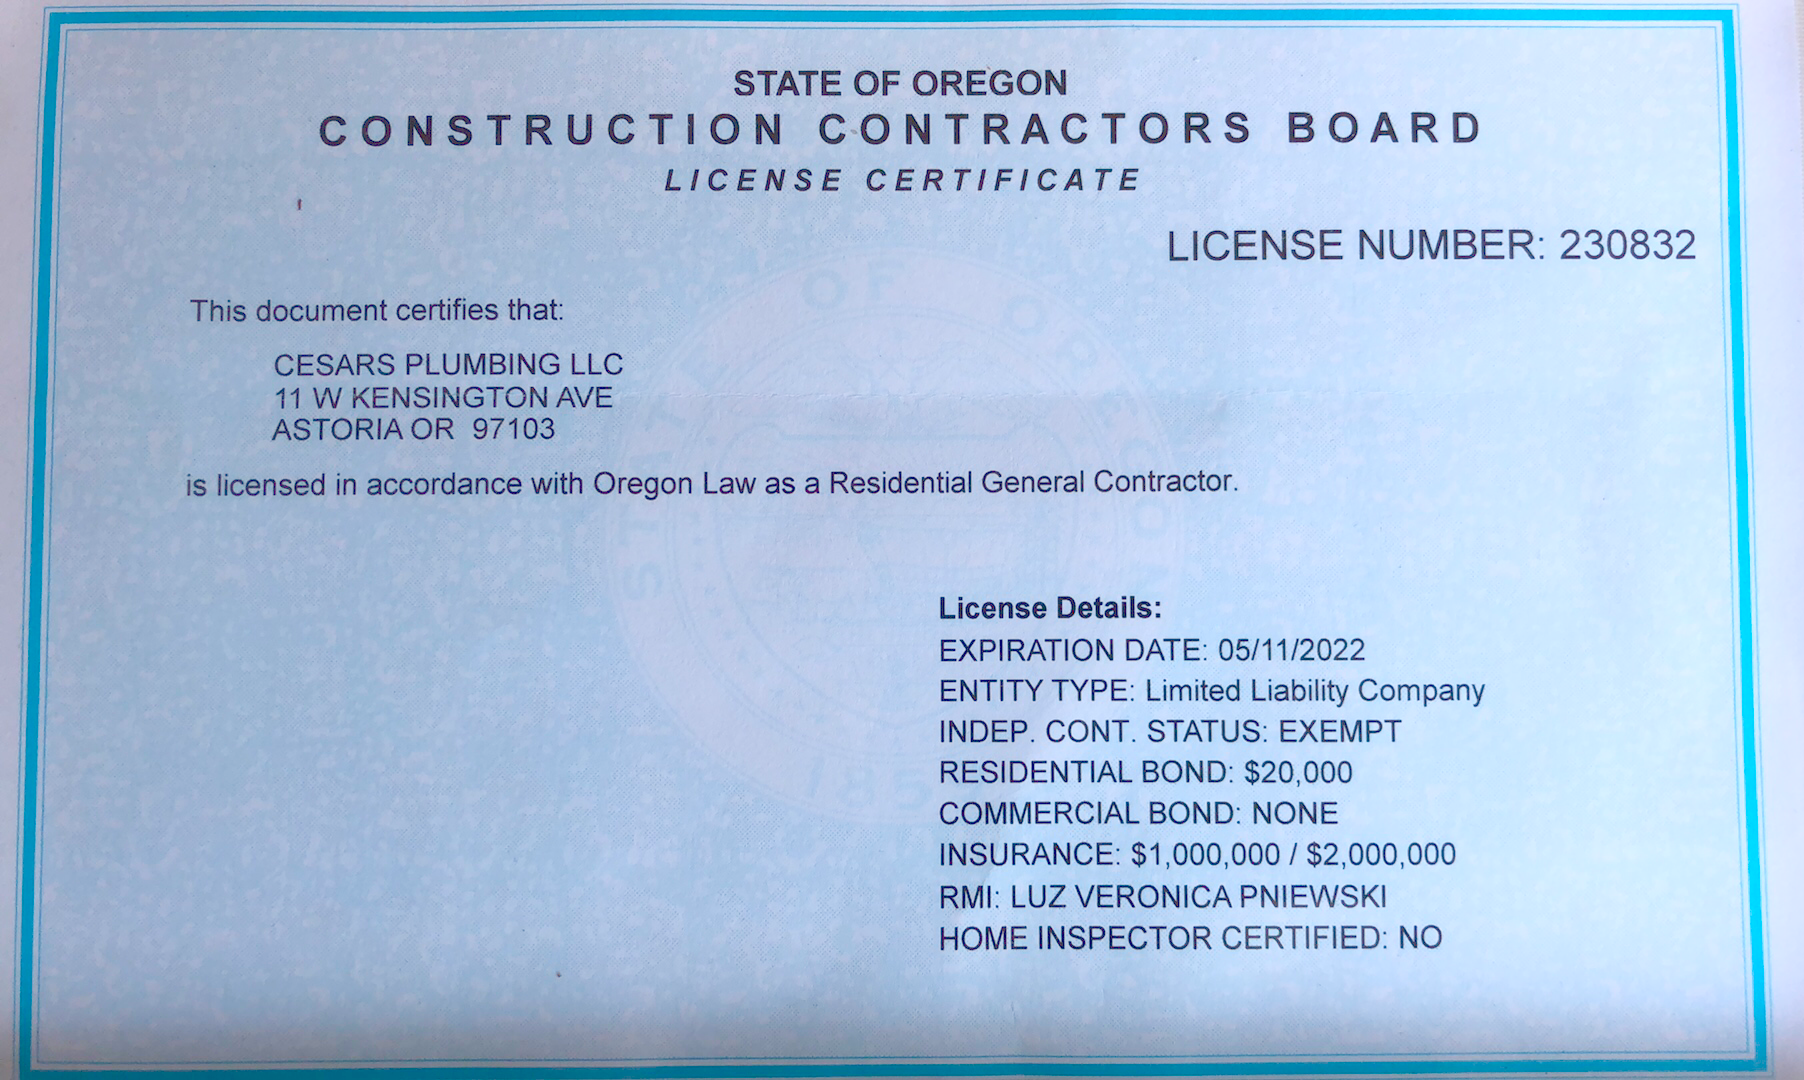 STATE OF OREGON
CONSTRUCTION CONTRACTORS BOARD
LICENSE CERTIFICATE
LICENSE NUMBER: 230832
This document certifies that:
CESARS PLUMBING LLC
11 W KENSINGTON AVE
ASTORIA OR 97103
is licensed in accordance with Oregon Law as a Residential General Contractor.
STATE OF OREGON
License Details:
EXPIRATION DATE: 05/11/2022
ENTITY TYPE: Limited Liability Company
INDEP. CONT. STATUS: EXEMPT
RESIDENTIAL BOND: $20,000
COMMERCIAL BOND: NONE
INSURANCE: $1,000,000 / $2,000,000
RMI: LUZ VERONICA PNIEWSKI
HOME INSPECTOR CERTIFIED: NO